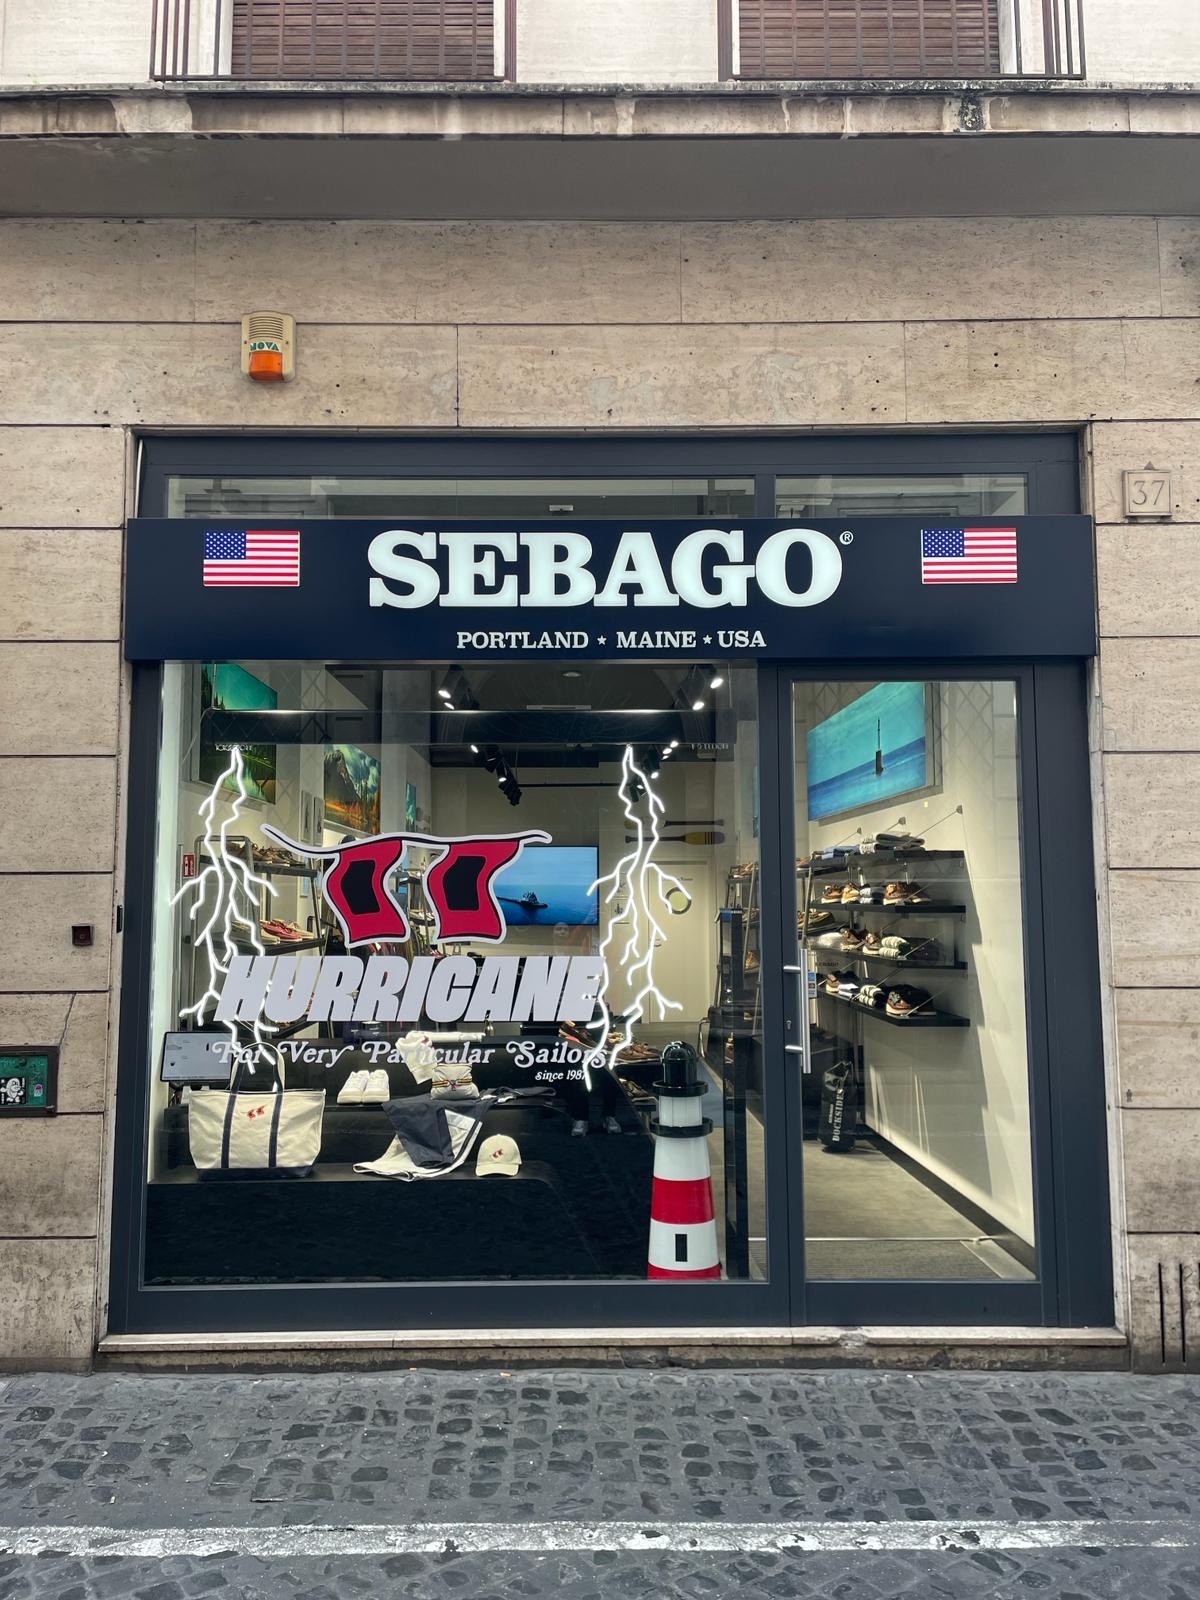 NOVA
37
SEBAGO®
PORTLAND ★ MAINE ★ USA
HURRICANE
For Very Particular Sailors
since 1987
DOCKSIDES